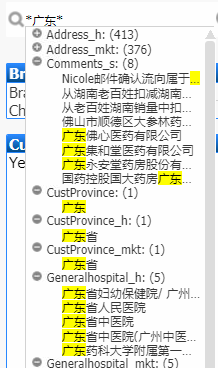 *广东*
Address_h: (413)
Address_mkt: (376)
Comments_s: (8)
Nicole邮件确认流向属于...
从湖南老百姓扣减湖南...
从老百姓湖南销量中扣...
佛山市顺德区大参林药...
广东佛心医药有限公司
广东集和堂医药有限公司
广东永安堂药房股份有...
国药控股国大药房广东...
CustProvince: (1)
广东
CustProvince_h: (1)
广东省
CustProvince_mkt: (1)
广东省
Generalhospital_h: (5)
广东省妇幼保健院/ 广州...
广东省人民医院
广东省中医院
广东省中医院(广州中医...
广东药科大学附属第一...
Generalhospital_mkt: (4)
Br
Bra
Ch
Cu
Ye